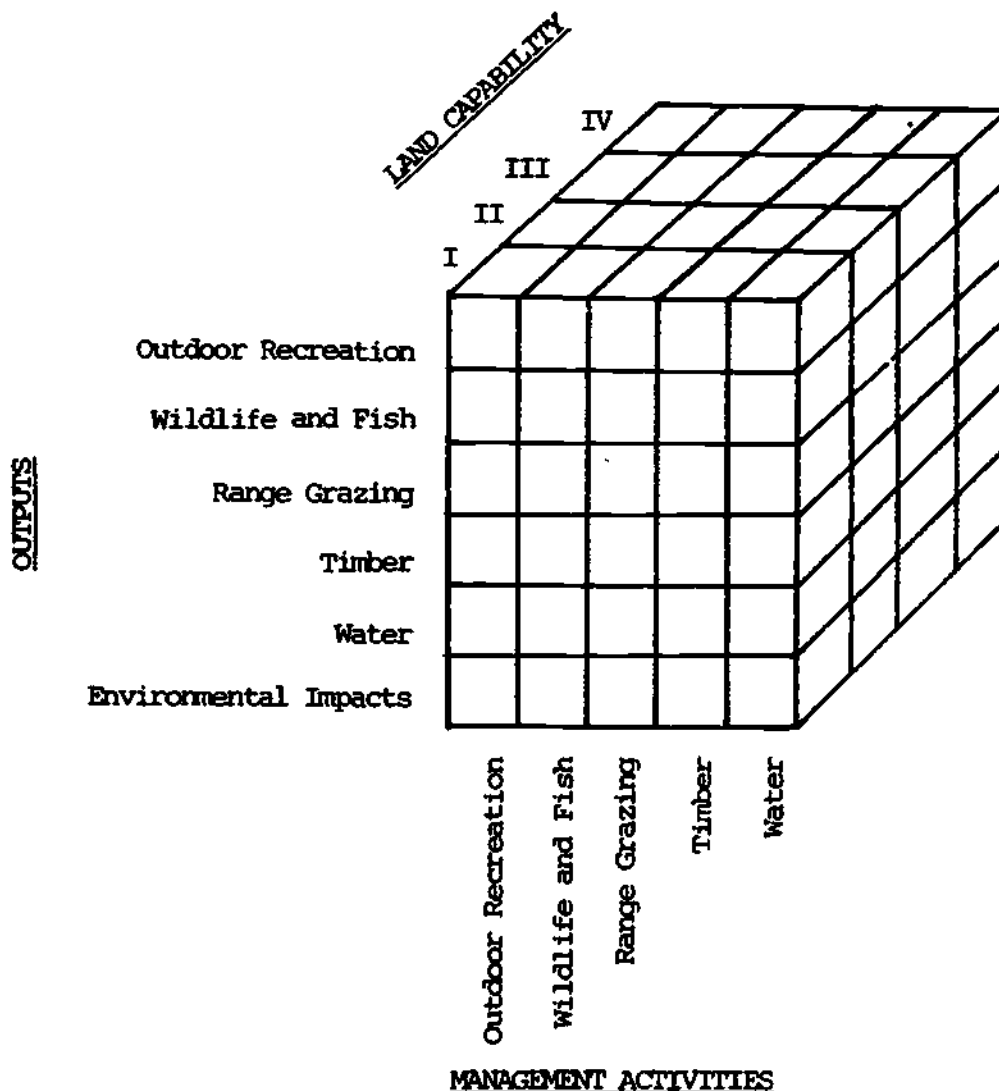 LAND CAPABILITY
IV
III
II
I
OUTPUTS
Outdoor Recreation
Wildlife and Fish
Range Grazing
Timber
Water
Environmental Impacts
Outdoor Recreation
Wildlife and Fish
Range Grazing
Timber
Water
MANAGEMENT ACTIVITIES